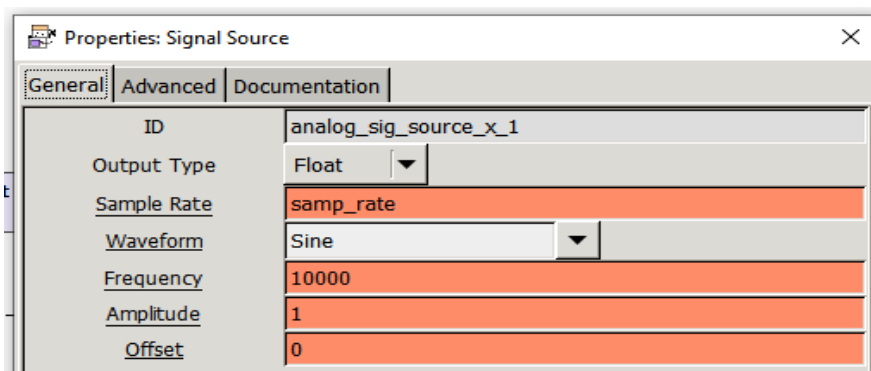 Properties: Signal Source
General Advanced Documentation
ID analog_sig_source_x_1
Output Type Float
t
Sample Rate samp_rate
Waveform Sine
Frequency 10000
Amplitude 1
Offset 0